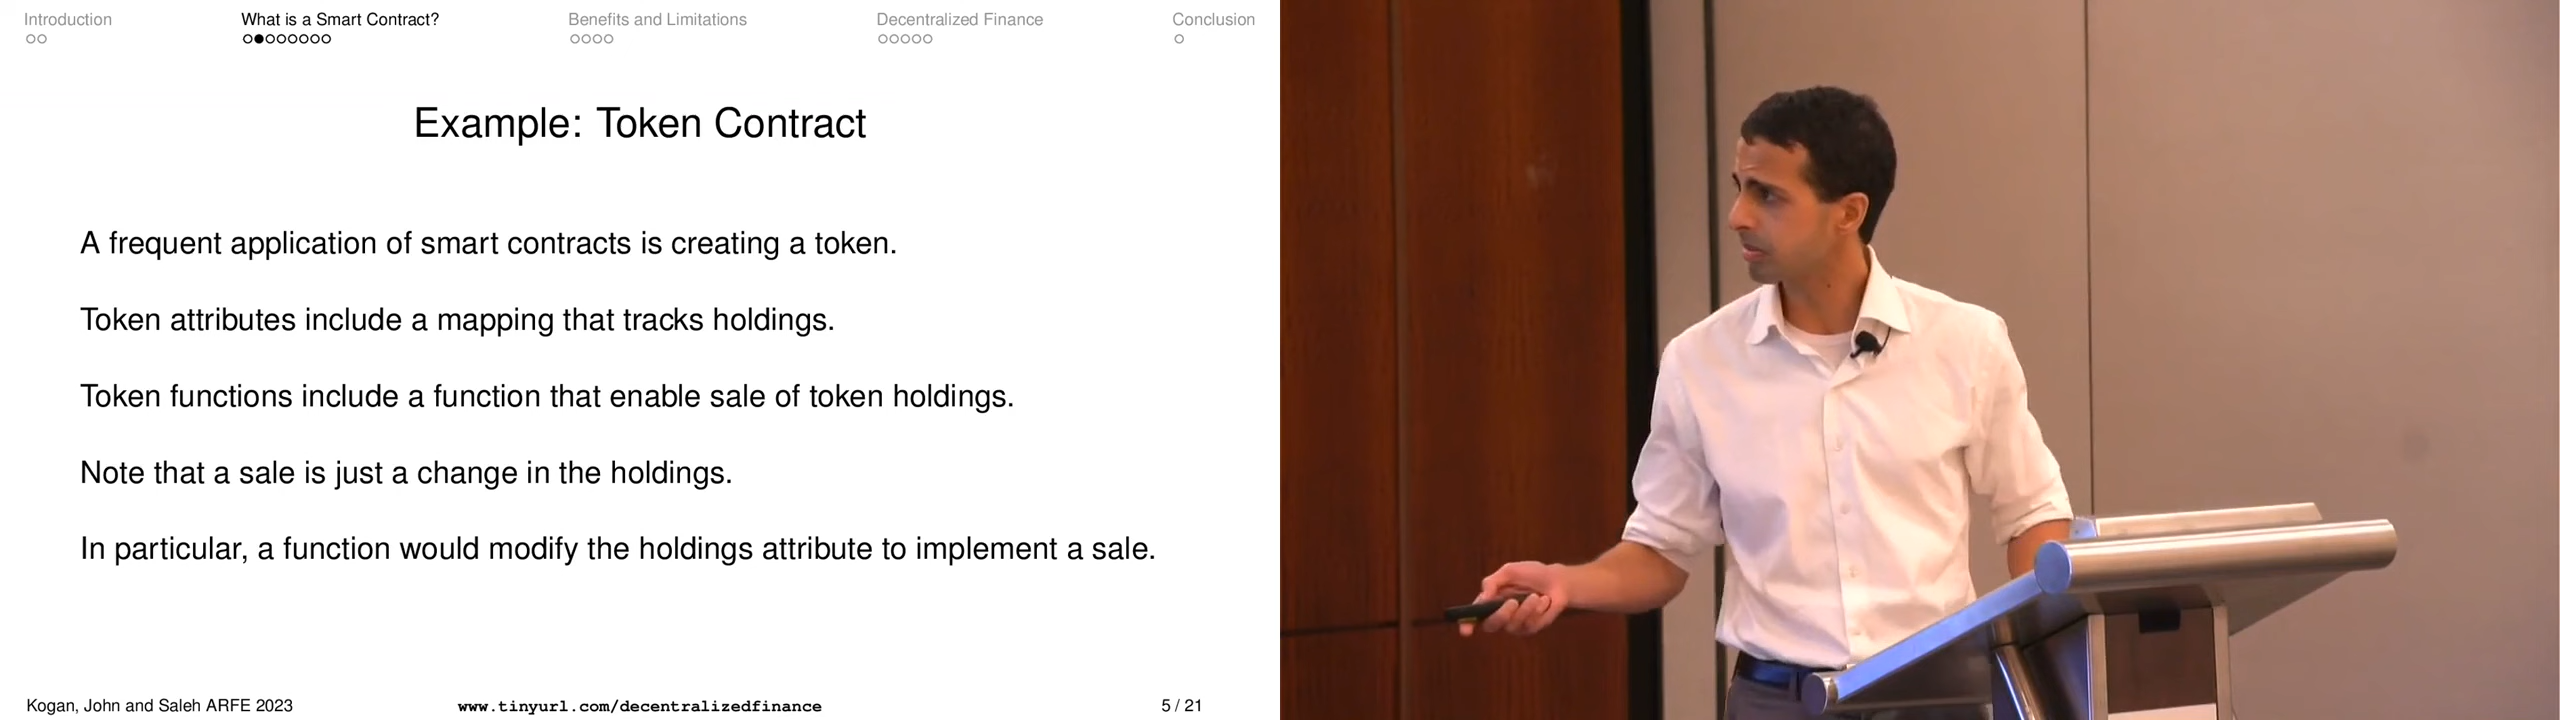 Introduction
What is a Smart Contract?
Benefits and Limitations
Decentralized Finance
Conclusion
Example: Token Contract
A frequent application of smart contracts is creating a token.
Token attributes include a mapping that tracks holdings.
Token functions include a function that enable sale of token holdings.
Note that a sale is just a change in the holdings.
In particular, a function would modify the holdings attribute to implement a sale.
Kogan, John and Saleh ARFE 2023
www.tinyurl.com/decentralizedfinance
5 / 21